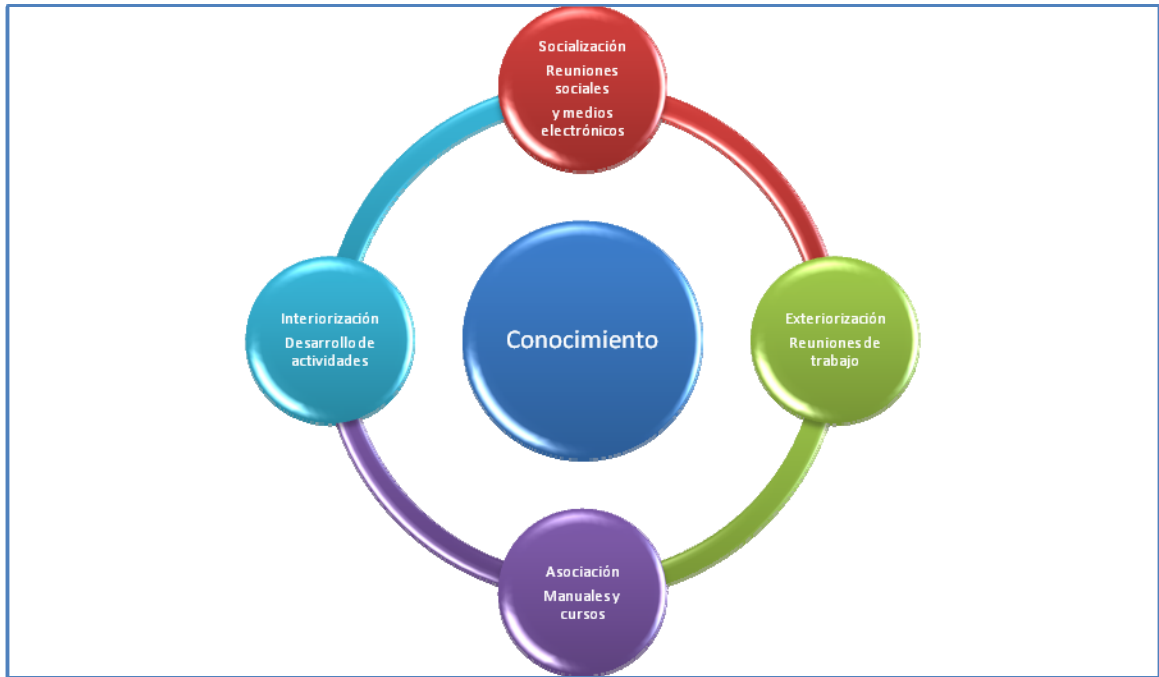 Socialización
Reuniones
sociales
y medios
electrónicos
Interiorización
Desarrollo de
actividades
Conocimiento
Exteriorización
Reuniones de
trabajo
Asociación
Manuales y
cursos